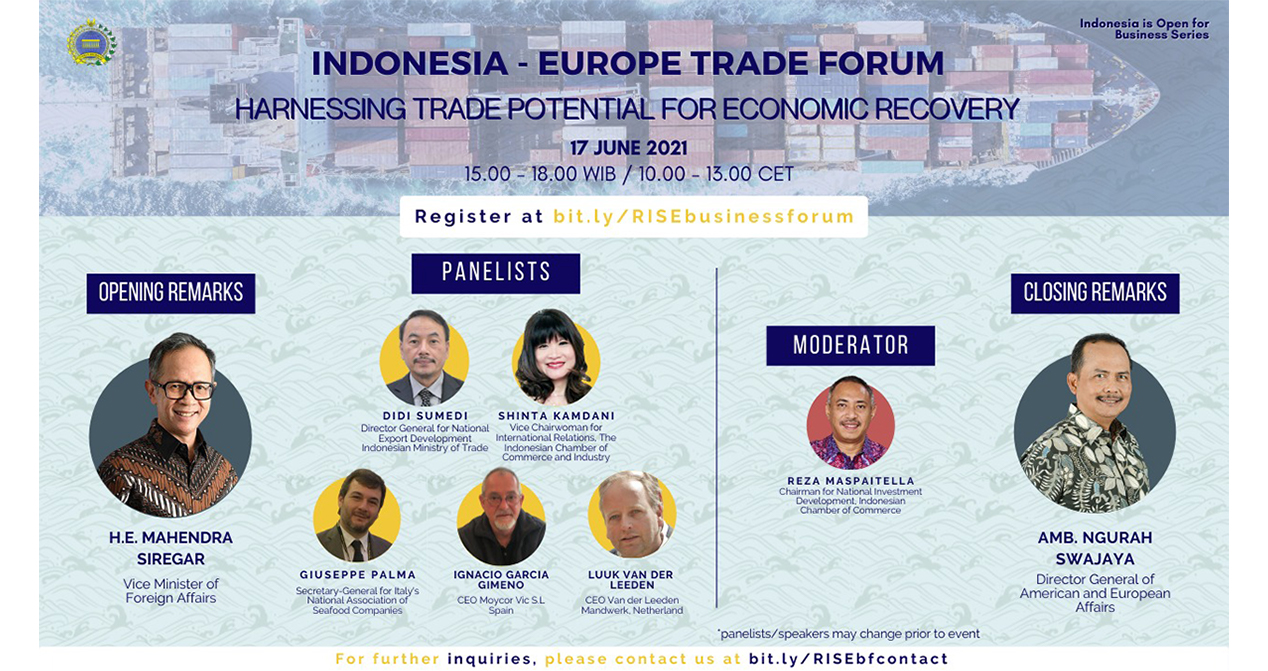 Indonesia is Open for
Business Series
INDONESIA - EUROPE TRADE FORUM
HARNESSING TRADE POTENTIAL FOR ECONOMIC RECOVERY
17 JUNE 2021
15.00 - 18.00 WIB / 10.00 - 13.00 CET
Register at bit.ly/RISEbusinessforum
OPENING REMARKS
H.E. MAHENDRA
SIREGAR
Vice Minister of
Foreign Affairs
PANELISTS
DIDI SUMEDI
Director General for National
Export Development
Indonesian Ministry of Trade
SHINTA KAMDANI
Vice Chairwoman for
International Relations, The
Indonesian Chamber of
Commerce and Industry
GIUSEPPE PALMA
Secretary-General for Italy's
National Association of
Seafood Companies
IGNACIO GARCIA
GIMENO
CEO Moycor Vic S.L
Spain
LUUK VAN DER
LEEDEN
CEO Van der Leeden
Mandwerk, Netherland
MODERATOR
REZA MASPAITELLA
Chairman for National Investment
Development, Indonesian
Chamber of Commerce
CLOSING REMARKS
AMB. NGURAH
SWAJAYA
Director General of
American and European
Affairs
*panelists/speakers may change prior to event
For further inquiries, please contact us at bit.ly/RISEbfcontact